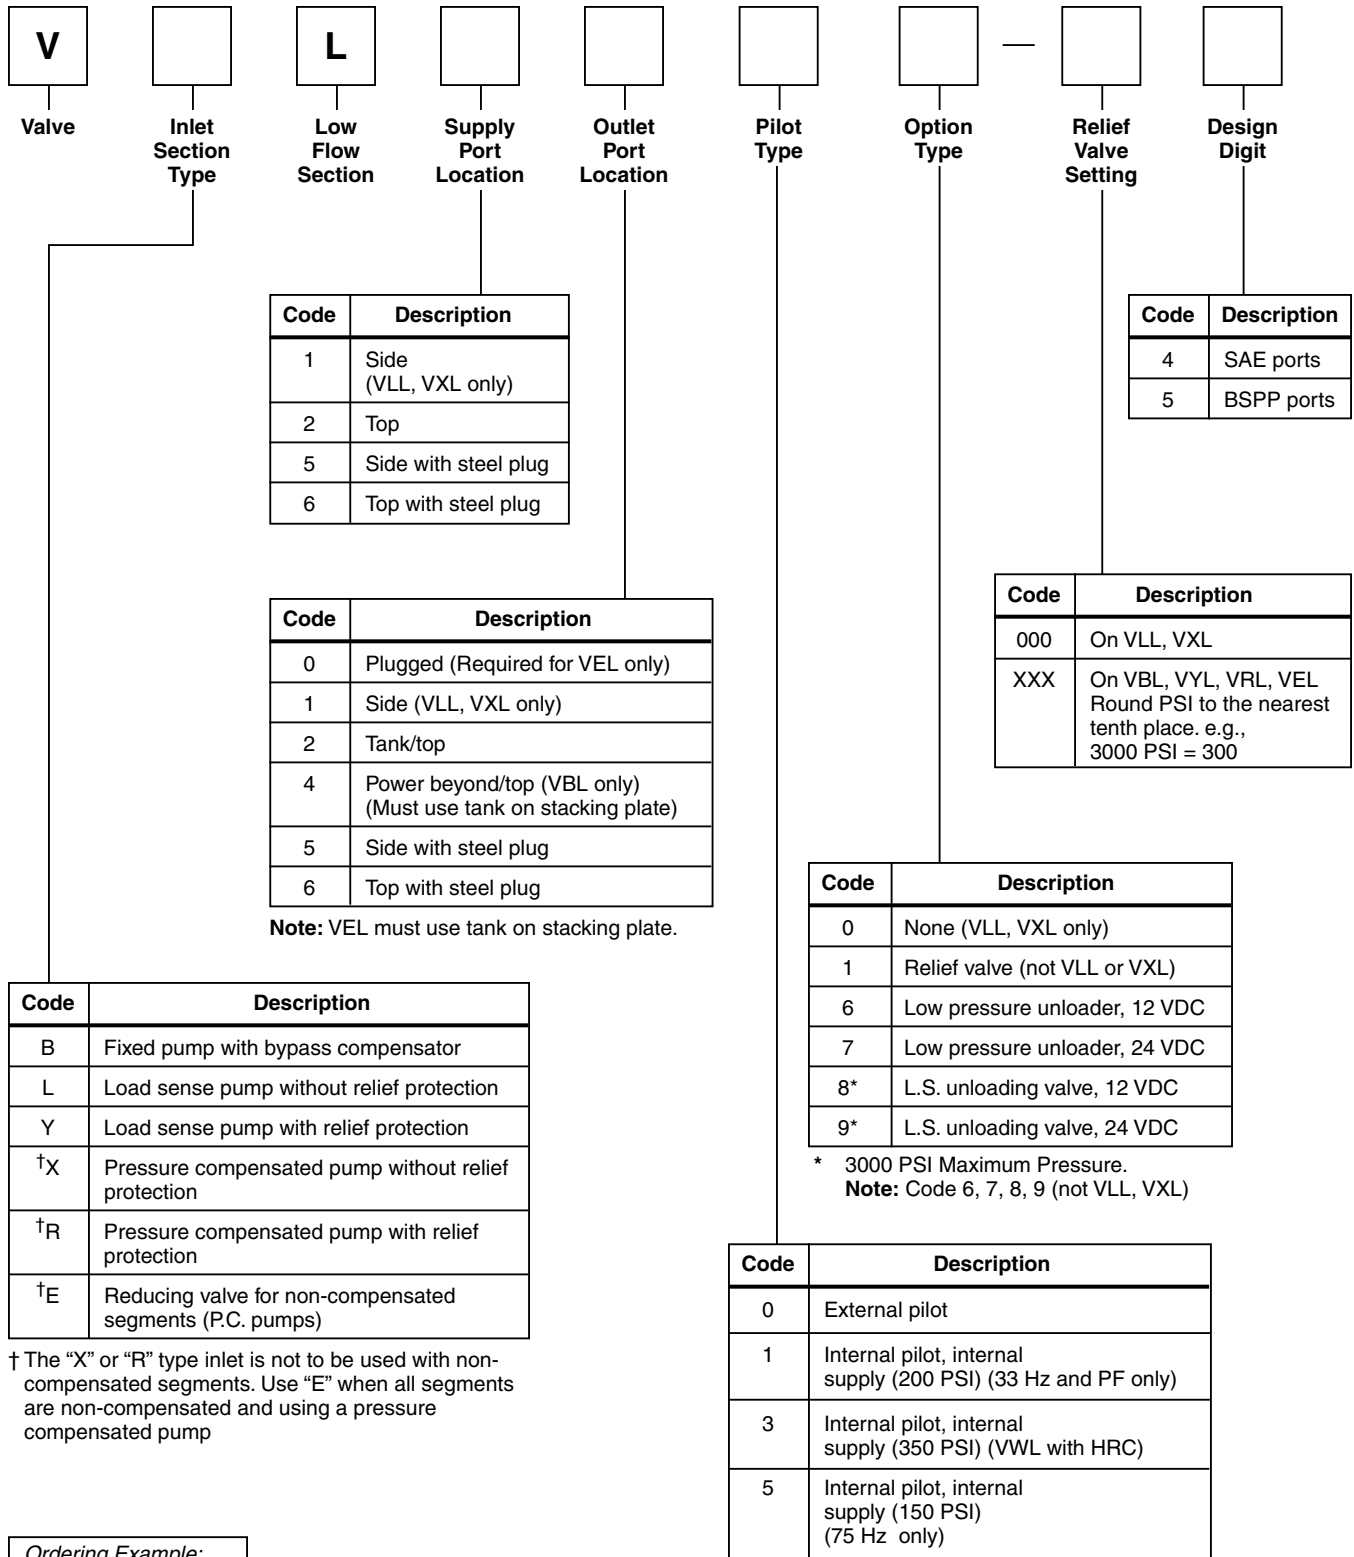 V L
—
Valve
Inlet
Section
Type
Low
Flow
Section
Supply
Port
Location
Outlet
Port
Location
Pilot
Type
Option
Type
Relief
Valve
Setting
Design
Digit
Code Description
1 Side
(VLL, VXL only)
2 Top
5 Side with steel plug
6 Top with steel plug
Code Description
4 SAE ports
5 BSPP ports
Code Description
0 Plugged (Required for VEL only)
1 Side (VLL, VXL only)
2 Tank/top
4 Power beyond/top (VBL only)
(Must use tank on stacking plate)
5 Side with steel plug
6 Top with steel plug
Note: VEL must use tank on stacking plate.
Code Description
000 On VLL, VXL
XXX On VBL, VYL, VRL, VEL
Round PSI to the nearest
tenth place. e.g.,
3000 PSI = 300
Code Description
0 None (VLL, VXL only)
1 Relief valve (not VLL or VXL)
6 Low pressure unloader, 12 VDC
7 Low pressure unloader, 24 VDC
8* L.S. unloading valve, 12 VDC
9* L.S. unloading valve, 24 VDC
* 3000 PSI Maximum Pressure.
Note: Code 6, 7, 8, 9 (not VLL, VXL)
Code Description
B Fixed pump with bypass compensator
L Load sense pump without relief protection
Y Load sense pump with relief protection
†X Pressure compensated pump without relief
protection
†R Pressure compensated pump with relief
protection
†E Reducing valve for non-compensated
segments (P.C. pumps)
† The “X” or “R” type inlet is not to be used with non-
compensated segments. Use “E” when all segments
are non-compensated and using a pressure
compensated pump
Code Description
0 External pilot
1 Internal pilot, internal
supply (200 PSI) (33 Hz and PF only)
3 Internal pilot, internal
supply (350 PSI) (VWL with HRC)
5 Internal pilot, internal
supply (150 PSI)
(75 Hz only)
Ordering Example: